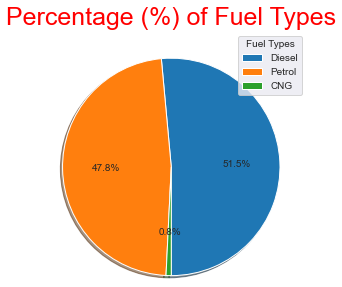 Percentage (%) of Fuel Types
Fuel Types
Diesel
Petrol
CNG
47.8%
51.5%
0.8%